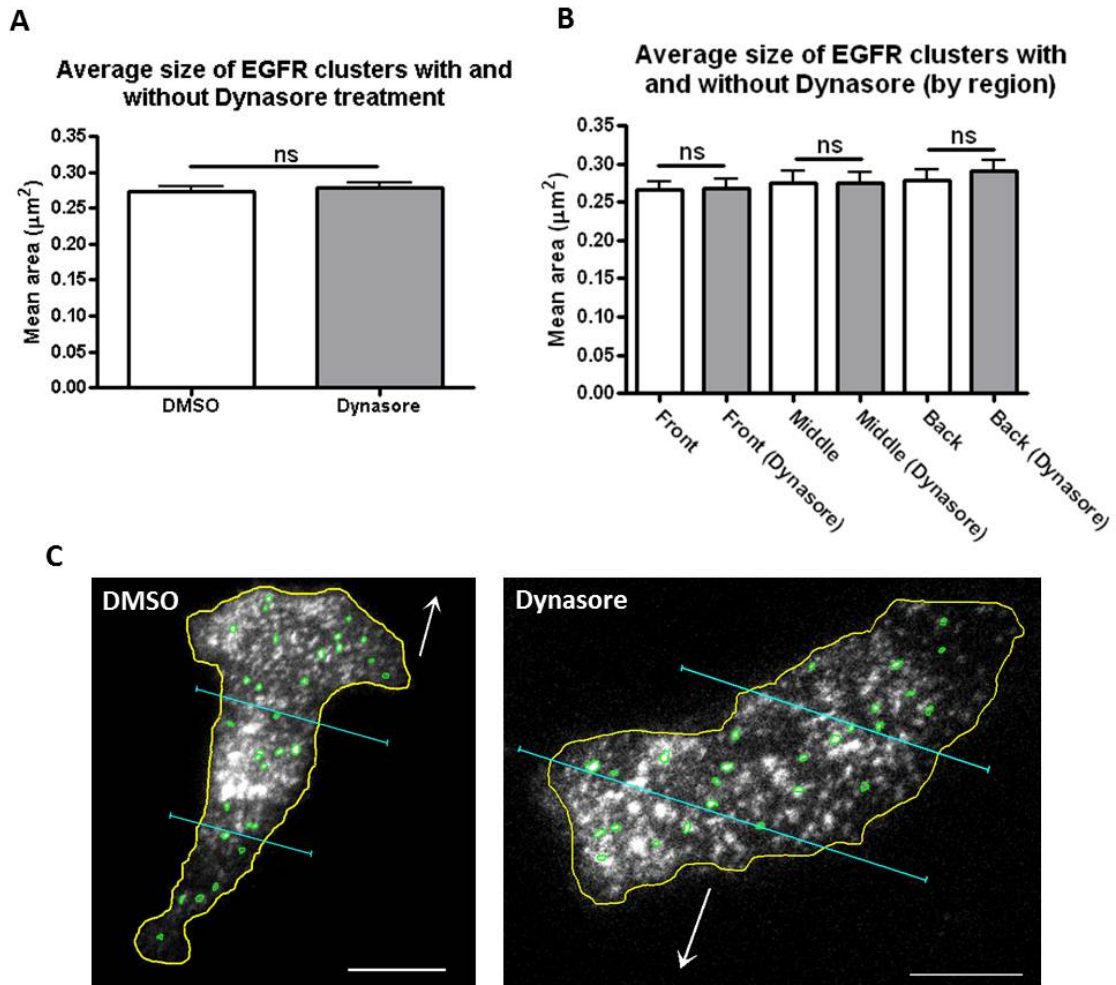 A
Average size of EGFR clusters with and
without Dynasore treatment
0.35
0.30
0.25
0.20
0.15
0.10
0.05
0.00
Mean area (µm²)
ns
DMSO
Dynasore
B
Average size of EGFR clusters with
and without Dynasore (by region)
0.35
0.30
0.25
0.20
0.15
0.10
0.05
0.00
Mean area (µm²)
ns
ns
ns
Front
Front (Dynasore)
Middle
Middle (Dynasore)
Back
Back (Dynasore)
C
DMSO
Dynasore